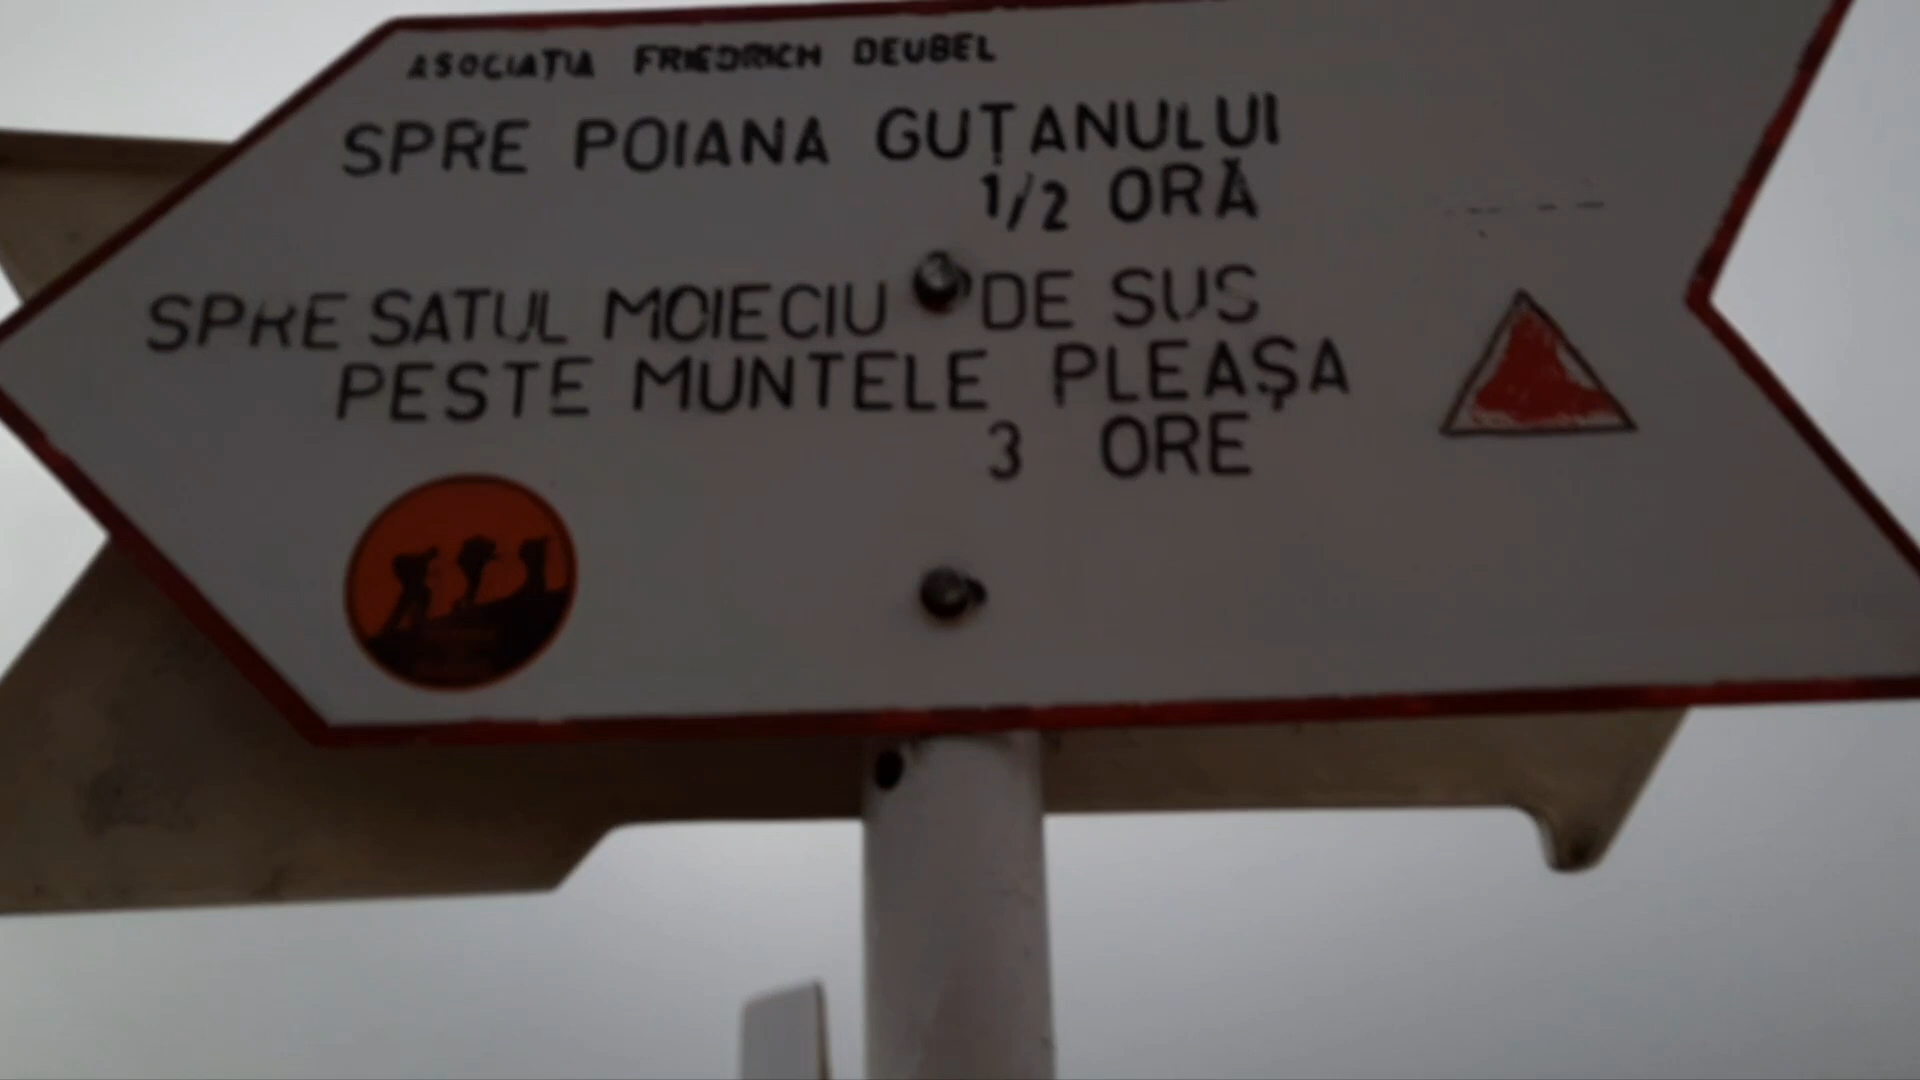 ASOCIAȚIA FRIEDRICH DEUBEL
SPRE POIANA GUȚANULUI
1/2 ORĂ
SPRE SATUL MOIECIU DE SUS
PESTE MUNTELE PLEAȘA
3 ORE